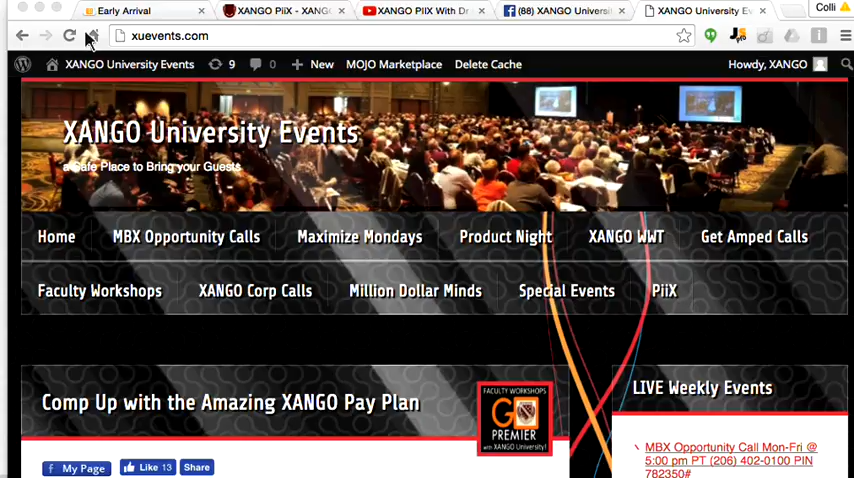 Early Arrival
XANGO PiiX - XANG
XANGO PIIX With Dr
(88) XANGO Universit
XANGO University Ev
Colli
xuevents.com
XANGO University Events 9 0 + New MOJO Marketplace Delete Cache Howdy, XANGO
XANGO University Events
a Safe Place to Bring your Guests
Home MBX Opportunity Calls Maximize Mondays Product Night XANGO WWT Get Amped Calls
Faculty Workshops XANGO Corp Calls Million Dollar Minds Special Events PiiX
Comp Up with the Amazing XANGO Pay Plan
FACULTY WORKSHOPS
GO
PREMIER
with XANGO University!
My Page Like 13 Share
LIVE Weekly Events
MBX Opportunity Call Mon-Fri @
5:00 pm PT (206) 402-0100 PIN
782350#